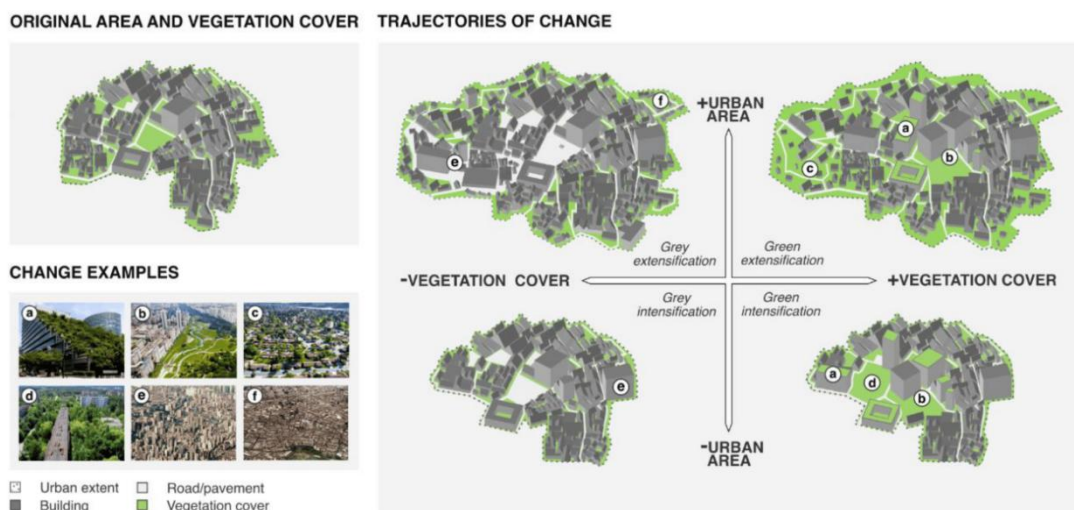 ORIGINAL AREA AND VEGETATION COVER
TRAJECTORIES OF CHANGE
f
+URBAN
AREA
e
a
b
c
Grey
extensification
Green
extensification
-VEGETATION COVER
+VEGETATION COVER
Grey
intensification
Green
intensification
e
a
d
b
-URBAN
AREA
CHANGE EXAMPLES
a
b
c
d
e
f
Urban extent
Road/pavement
Building
Vegetation cover